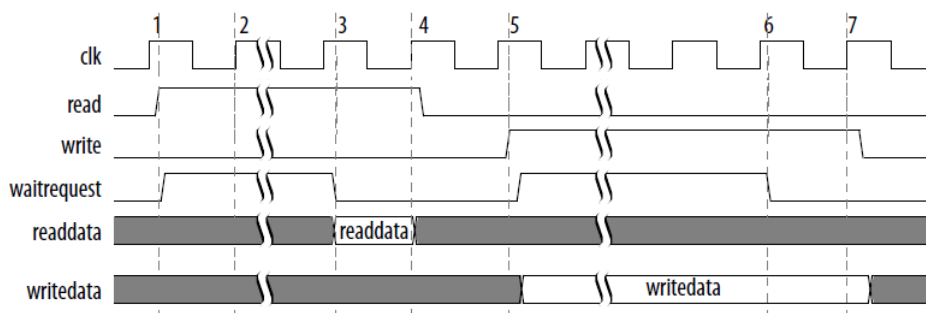 1 2 3 4 5 6 7
clk
read
write
waitrequest
readdata readdata
writedata writedata